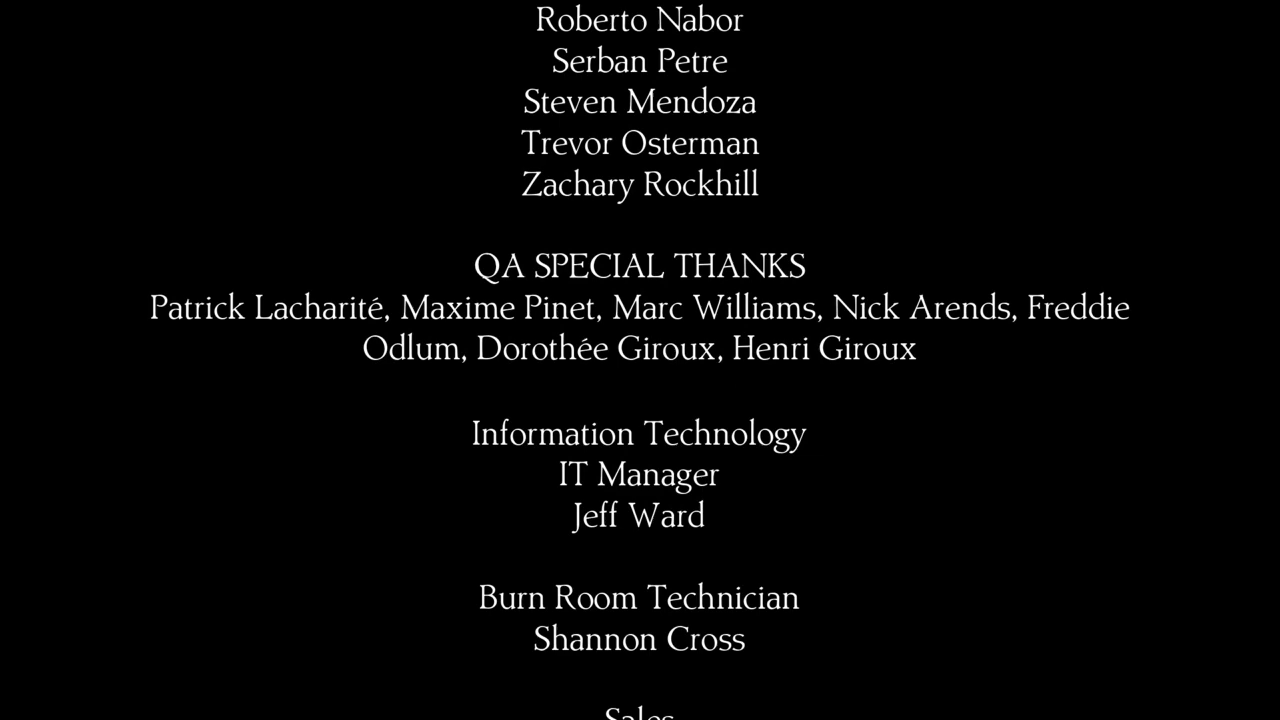 Roberto Nabor
Serban Petre
Steven Mendoza
Trevor Osterman
Zachary Rockhill
QA SPECIAL THANKS
Patrick Lacharité, Maxime Pinet, Marc Williams, Nick Arends, Freddie
Odlum, Dorothée Giroux, Henri Giroux
Information Technology
IT Manager
Jeff Ward
Burn Room Technician
Shannon Cross
Sales